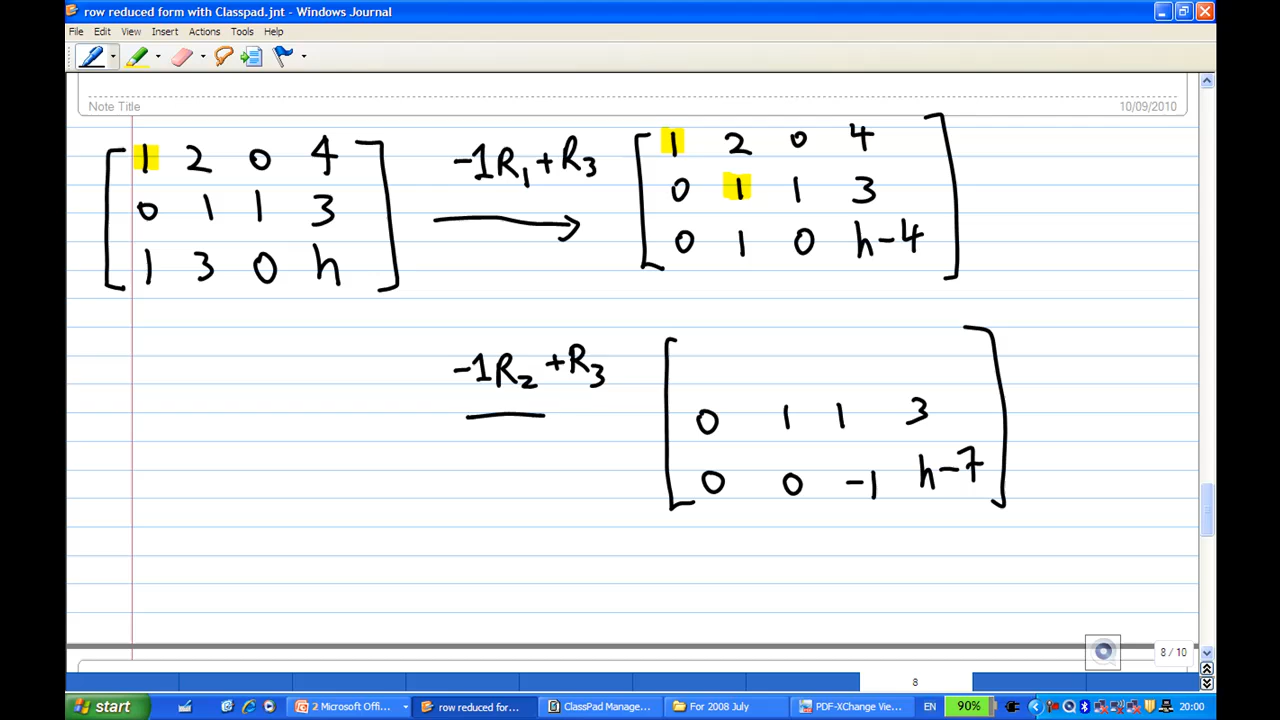 row reduced form with Classpad.jnt - Windows Journal
File Edit View Insert Actions Tools Help
Note Title 10/09/2010
1 2 0 4
0 1 1 3
1 3 0 h
-1R₁+R₃
1 2 0 4
0 1 1 3
0 1 0 h-4
-1R₂+R₃
0 1 1 3
0 0 -1 h-7
8 / 10
8
start 2 Microsoft Offi... row reduced for... ClassPad Manage... For 2008 July PDF-XChange Vie... EN 90% 20:00